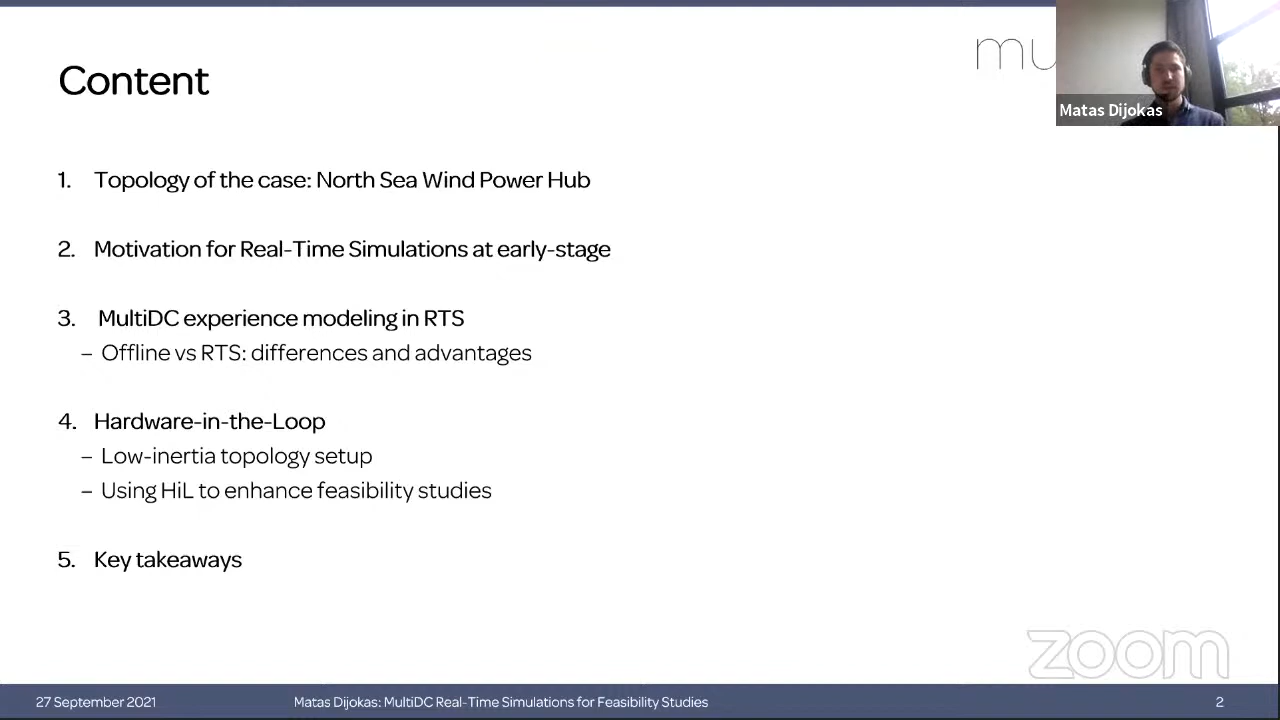 Content
mu
Matas Dijokas
1. Topology of the case: North Sea Wind Power Hub
2. Motivation for Real-Time Simulations at early-stage
3. MultiDC experience modeling in RTS
– Offline vs RTS: differences and advantages
4. Hardware-in-the-Loop
– Low-inertia topology setup
– Using HiL to enhance feasibility studies
5. Key takeaways
zoom
27 September 2021
Matas Dijokas: MultiDC Real-Time Simulations for Feasibility Studies
2